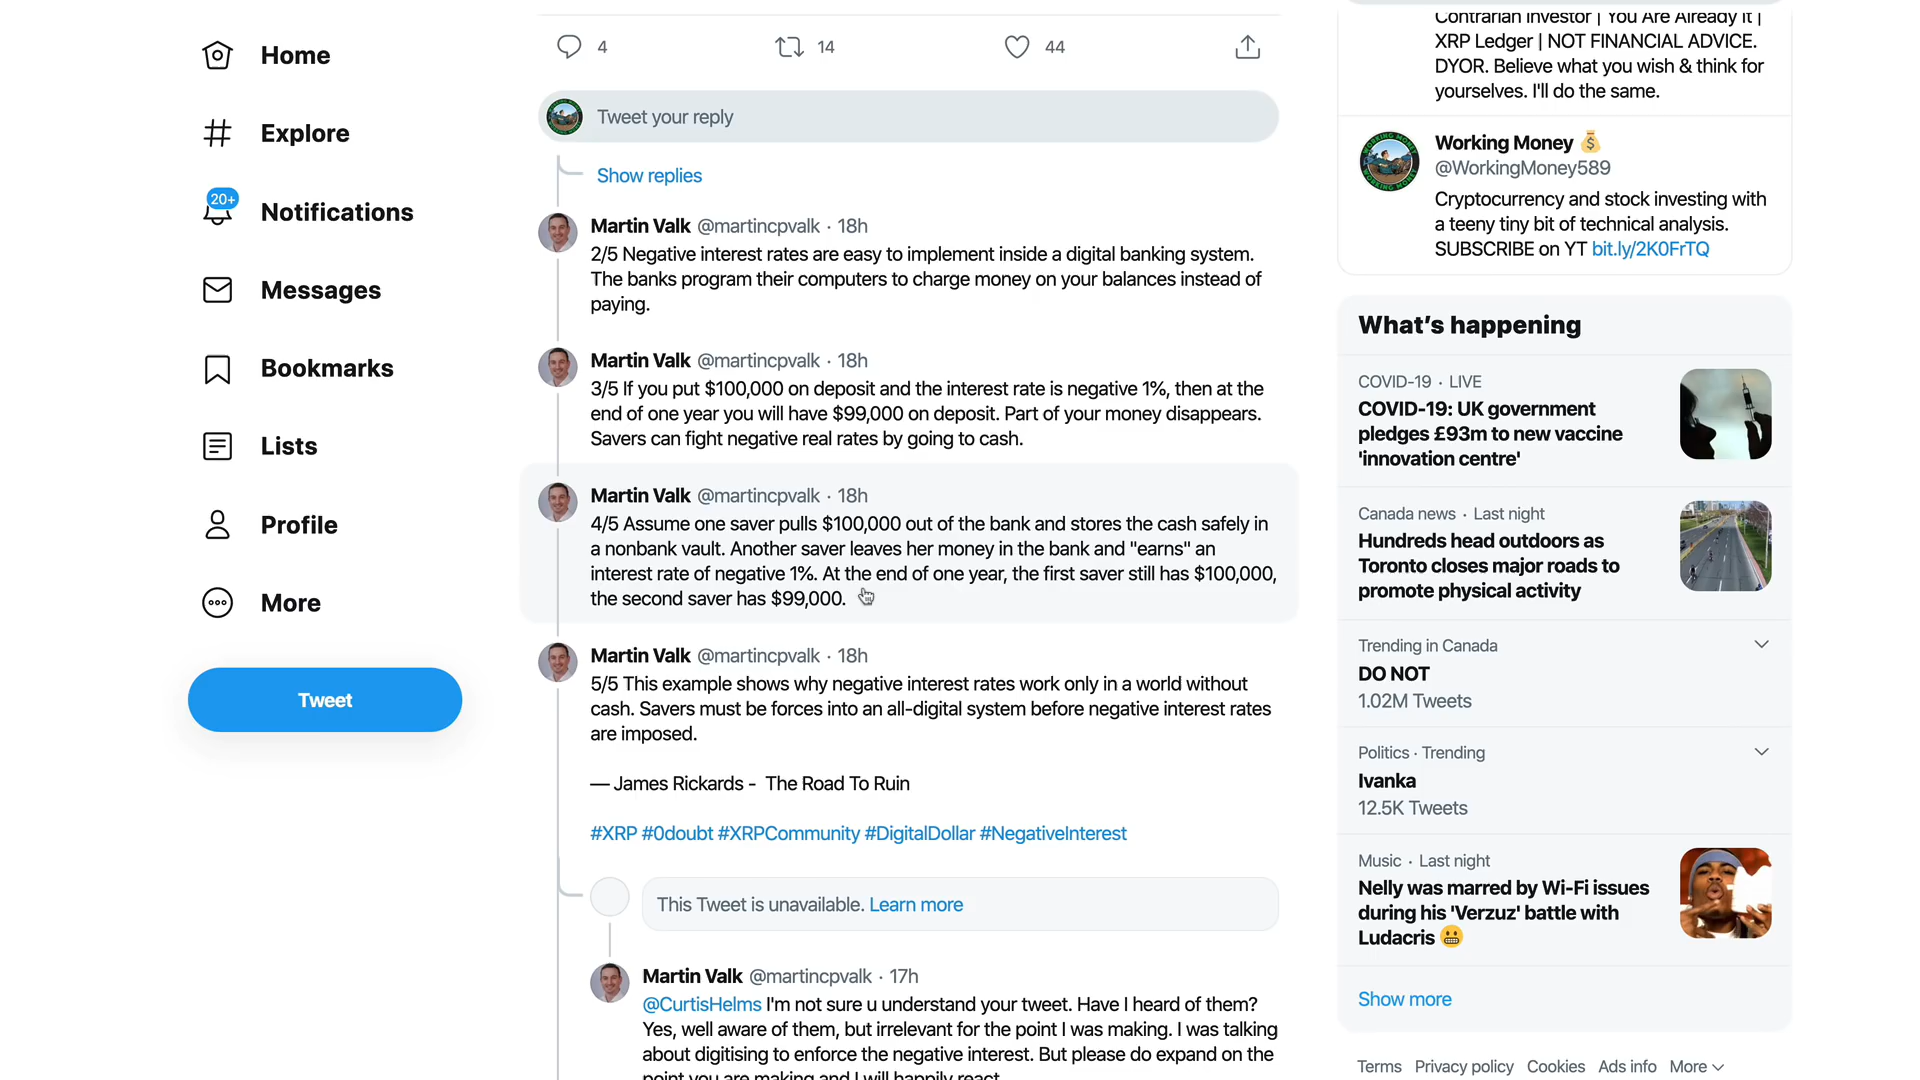 Home
Explore
20+
Notifications
Messages
Bookmarks
Lists
Profile
More
Tweet
4
14
44
Tweet your reply
Show replies
Martin Valk @martincpvalk · 18h
2/5 Negative interest rates are easy to implement inside a digital banking system.
The banks program their computers to charge money on your balances instead of
paying.
Martin Valk @martincpvalk · 18h
3/5 If you put $100,000 on deposit and the interest rate is negative 1%, then at the
end of one year you will have $99,000 on deposit. Part of your money disappears.
Savers can fight negative real rates by going to cash.
Martin Valk @martincpvalk · 18h
4/5 Assume one saver pulls $100,000 out of the bank and stores the cash safely in
a nonbank vault. Another saver leaves her money in the bank and "earns" an
interest rate of negative 1%. At the end of one year, the first saver still has $100,000,
the second saver has $99,000.
Martin Valk @martincpvalk · 18h
5/5 This example shows why negative interest rates work only in a world without
cash. Savers must be forces into an all-digital system before negative interest rates
are imposed.
— James Rickards - The Road To Ruin
#XRP #0doubt #XRPCommunity #DigitalDollar #NegativeInterest
This Tweet is unavailable. Learn more
Martin Valk @martincpvalk · 17h
@CurtisHelms I'm not sure u understand your tweet. Have I heard of them?
Yes, well aware of them, but irrelevant for the point I was making. I was talking
about digitising to enforce the negative interest. But please do expand on the
point you are making and I will happily react.
Contrarian Investor | You Are Already It |
XRP Ledger | NOT FINANCIAL ADVICE.
DYOR. Believe what you wish & think for
yourselves. I'll do the same.
WORKING MONEY
Working Money 💰
@WorkingMoney589
Cryptocurrency and stock investing with
a teeny tiny bit of technical analysis.
SUBSCRIBE on YT bit.ly/2K0FrTQ
What's happening
COVID-19 · LIVE
COVID-19: UK government
pledges £93m to new vaccine
'innovation centre'
Canada news · Last night
Hundreds head outdoors as
Toronto closes major roads to
promote physical activity
Trending in Canada
DO NOT
1.02M Tweets
Politics · Trending
Ivanka
12.5K Tweets
Music · Last night
Nelly was marred by Wi-Fi issues
during his 'Verzuz' battle with
Ludacris 😬
Show more
Terms Privacy policy Cookies Ads info More